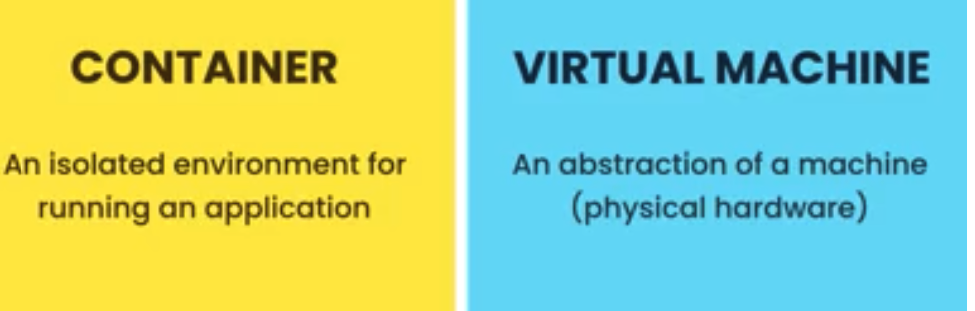 CONTAINER
An isolated environment for
running an application
VIRTUAL MACHINE
An abstraction of a machine
(physical hardware)